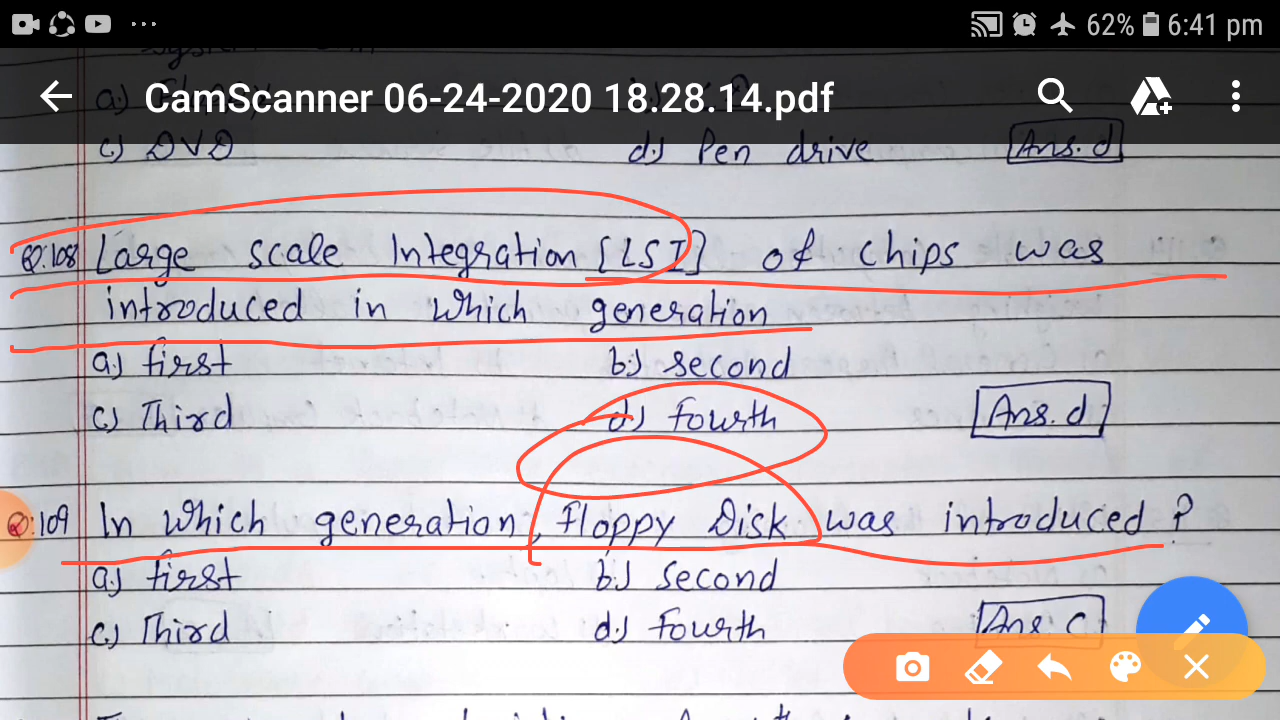 62% 6:41 pm
CamScanner 06-24-2020 18.28.14.pdf
c) DVD d) Pen drive Ans. d
Q:108 Large scale Integration [LSI] of chips was
introduced in which generation
a) first b) second
c) Third d) fourth Ans. d
Q:109 In which generation, Floppy Disk was introduced ?
a) first b) second
c) Third d) fourth Ans. c